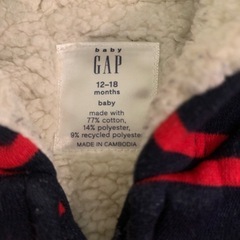 baby
GAP
12-18
months
baby
made with
77% cotton,
14% polyester,
9% recycled polyester
MADE IN CAMBODIA